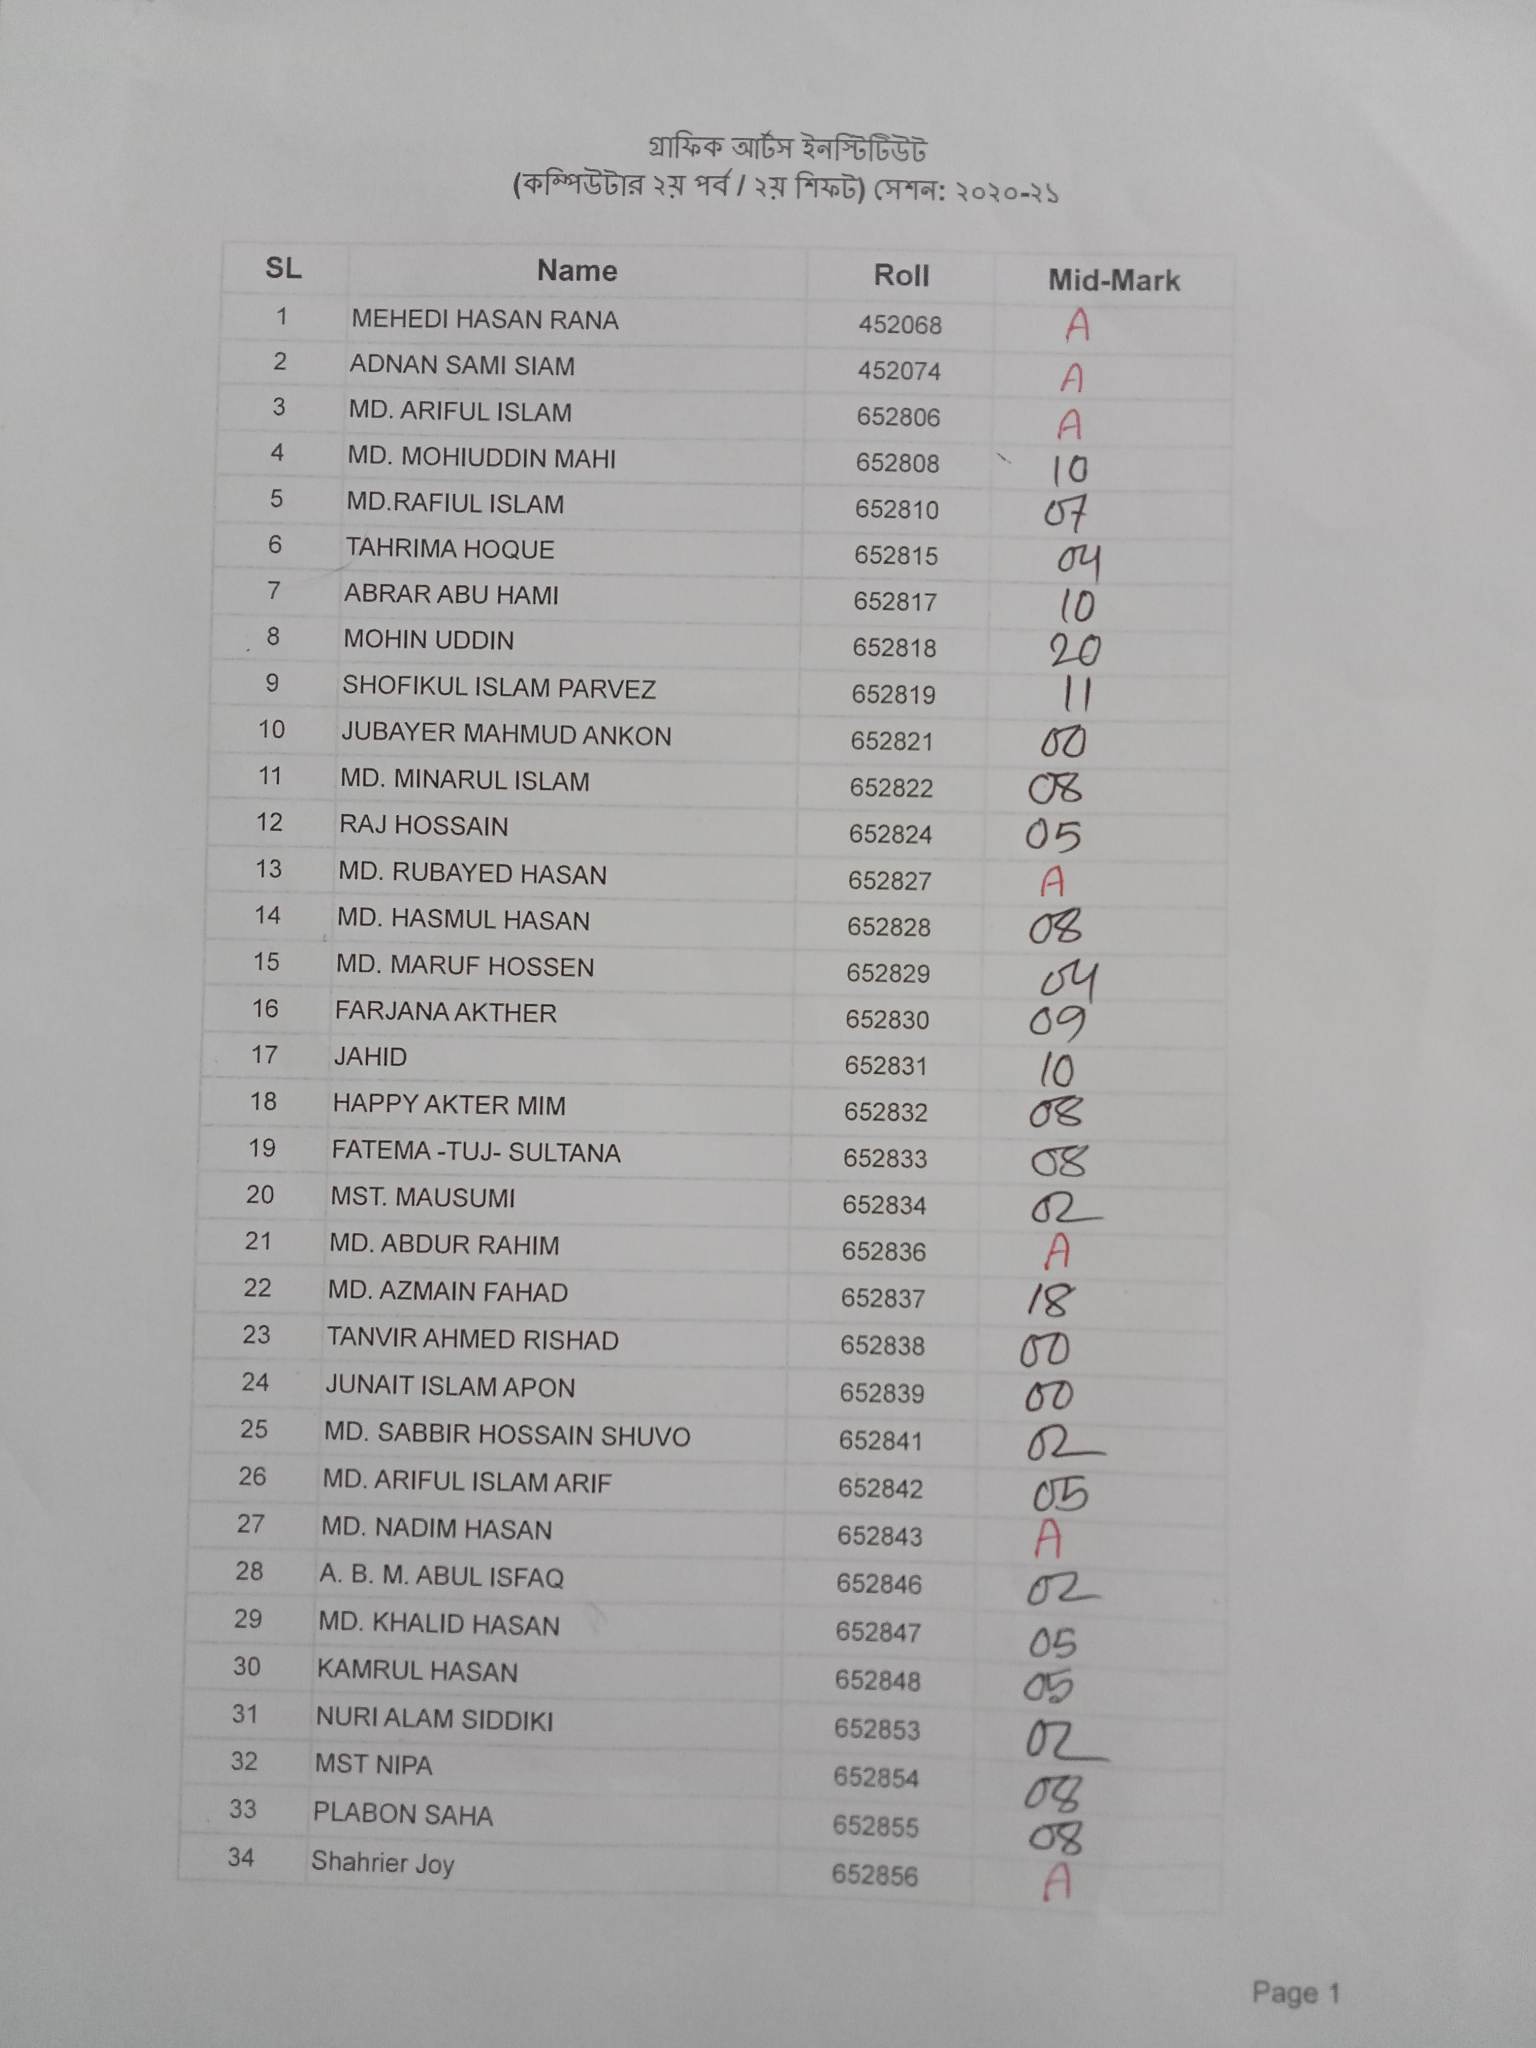 গ্রাফিক আর্টস ইনস্টিটিউট
(কম্পিউটার ২য় পর্ব / ২য় শিফট) সেশন: ২০২০-২১
SL Name Roll Mid-Mark
1 MEHEDI HASAN RANA 452068 A
2 ADNAN SAMI SIAM 452074 A
3 MD. ARIFUL ISLAM 652806 A
4 MD. MOHIUDDIN MAHI 652808 10
5 MD.RAFIUL ISLAM 652810 07
6 TAHRIMA HOQUE 652815 04
7 ABRAR ABU HAMI 652817 10
8 MOHIN UDDIN 652818 20
9 SHOFIKUL ISLAM PARVEZ 652819 11
10 JUBAYER MAHMUD ANKON 652821 00
11 MD. MINARUL ISLAM 652822 08
12 RAJ HOSSAIN 652824 05
13 MD. RUBAYED HASAN 652827 A
14 MD. HASMUL HASAN 652828 08
15 MD. MARUF HOSSEN 652829 04
16 FARJANA AKTHER 652830 09
17 JAHID 652831 10
18 HAPPY AKTER MIM 652832 08
19 FATEMA -TUJ- SULTANA 652833 08
20 MST. MAUSUMI 652834 02
21 MD. ABDUR RAHIM 652836 A
22 MD. AZMAIN FAHAD 652837 18
23 TANVIR AHMED RISHAD 652838 00
24 JUNAIT ISLAM APON 652839 00
25 MD. SABBIR HOSSAIN SHUVO 652841 02
26 MD. ARIFUL ISLAM ARIF 652842 05
27 MD. NADIM HASAN 652843 A
28 A. B. M. ABUL ISFAQ 652846 02
29 MD. KHALID HASAN 652847 05
30 KAMRUL HASAN 652848 05
31 NURI ALAM SIDDIKI 652853 02
32 MST NIPA 652854 08
33 PLABON SAHA 652855 08
34 Shahrier Joy 652856 A
Page 1